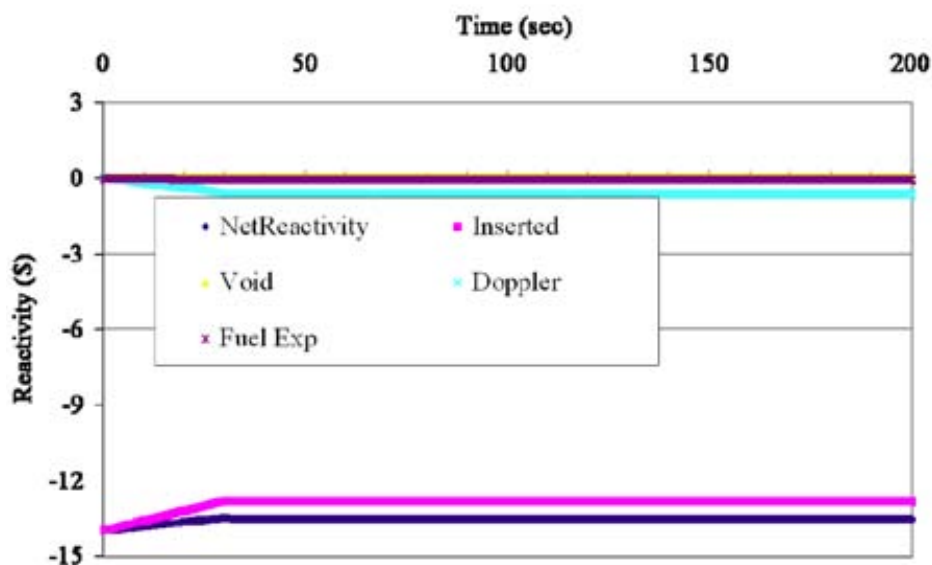 Time (sec)
0 50 100 150 200
3
0
-3
-6
-9
-12
-15
Reactivity ($)
NetReactivity Inserted
Void Doppler
Fuel Exp